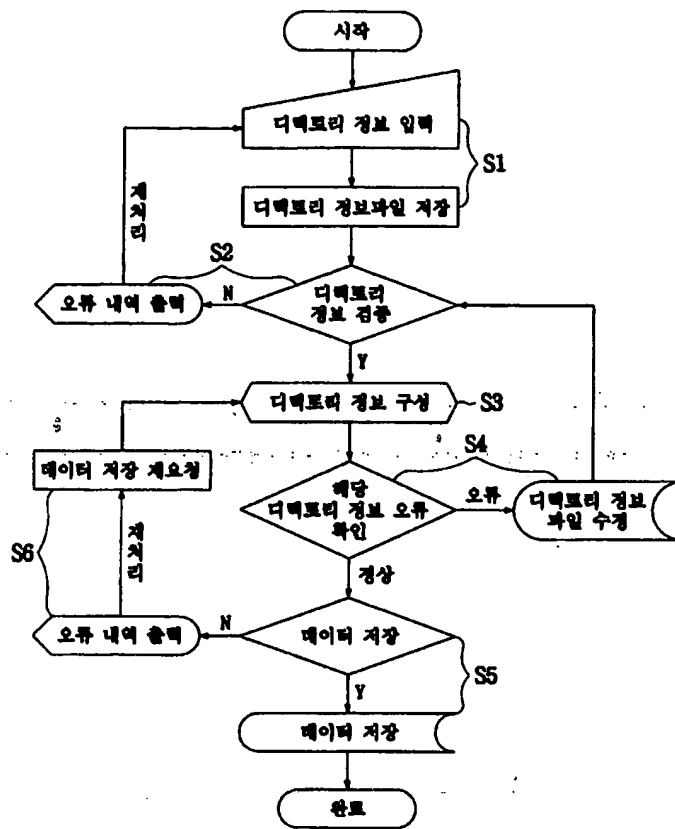 시작
디렉토리 정보 입력
S1
재처리
디렉토리 정보파일 저장
S2
오류 내역 출력
N
디렉토리
정보 검증
Y
디렉토리 정보 구성
S3
데이터 저장 재요청
S4
해당
디렉토리 정보 오류
확인
오류
디렉토리 정보
파일 수정
S6
재처리
정상
오류 내역 출력
N
데이터 저장
S5
Y
데이터 저장
완료